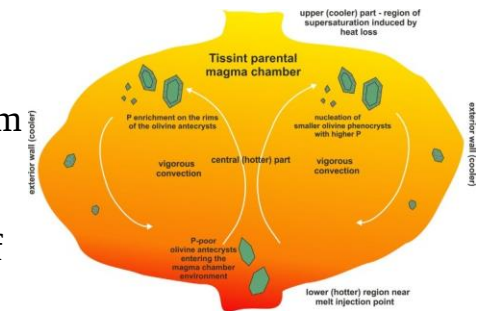 upper (cooler) part - region of
supersaturation induced by
heat loss
Tissint parental
magma chamber
m
P enrichment on the rims
of the olivine antecrysts
nucleation of
smaller olivine phenocrysts
with higher P
exterior wall (cooler)
exterior wall (cooler)
vigorous
convection
central (hotter) part
vigorous
convection
f
P-poor
olivine antecrysts
entering the
magma chamber
environment
lower (hotter) region near
melt injection point